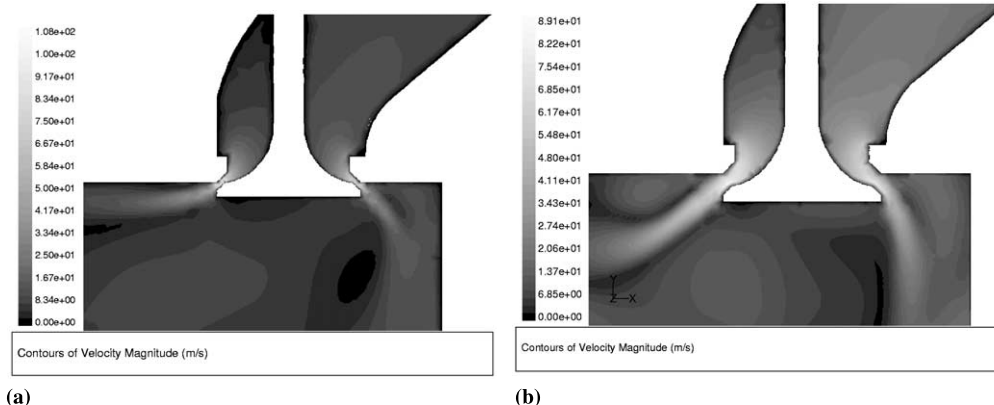 1.08e+02
1.00e+02
9.17e+01
8.34e+01
7.50e+01
6.67e+01
5.84e+01
5.00e+01
4.17e+01
3.34e+01
2.50e+01
1.67e+01
8.34e+00
0.00e+00
Contours of Velocity Magnitude (m/s)
(a)
8.91e+01
8.22e+01
7.54e+01
6.85e+01
6.17e+01
5.48e+01
4.80e+01
4.11e+01
3.43e+01
2.74e+01
2.06e+01
1.37e+01
6.85e+00
0.00e+00
Y
Z X
Contours of Velocity Magnitude (m/s)
(b)